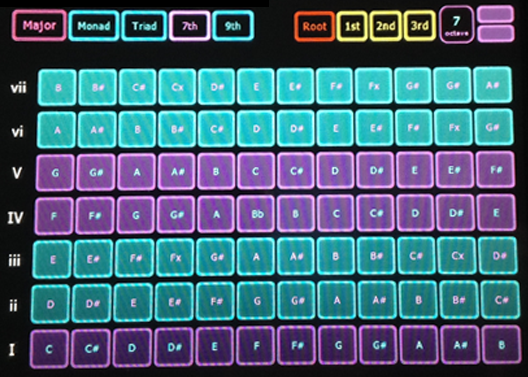 Major Monad Triad 7th 9th Root 1st 2nd 3rd 7 octave
vii B B# C# Cx D# E E# F# Fx G# G# A#
vi A A# B B# C# D D# E E# F# Fx G#
V G G# A A# B C C# D D# E E# F#
IV F F# G G# A Bb B C C# D D# E
iii E E# F# Fx G# A A# B B# C# Cx D#
ii D D# E E# F# G G# A A# B B# C#
I C C# D D# E F F# G G# A A# B